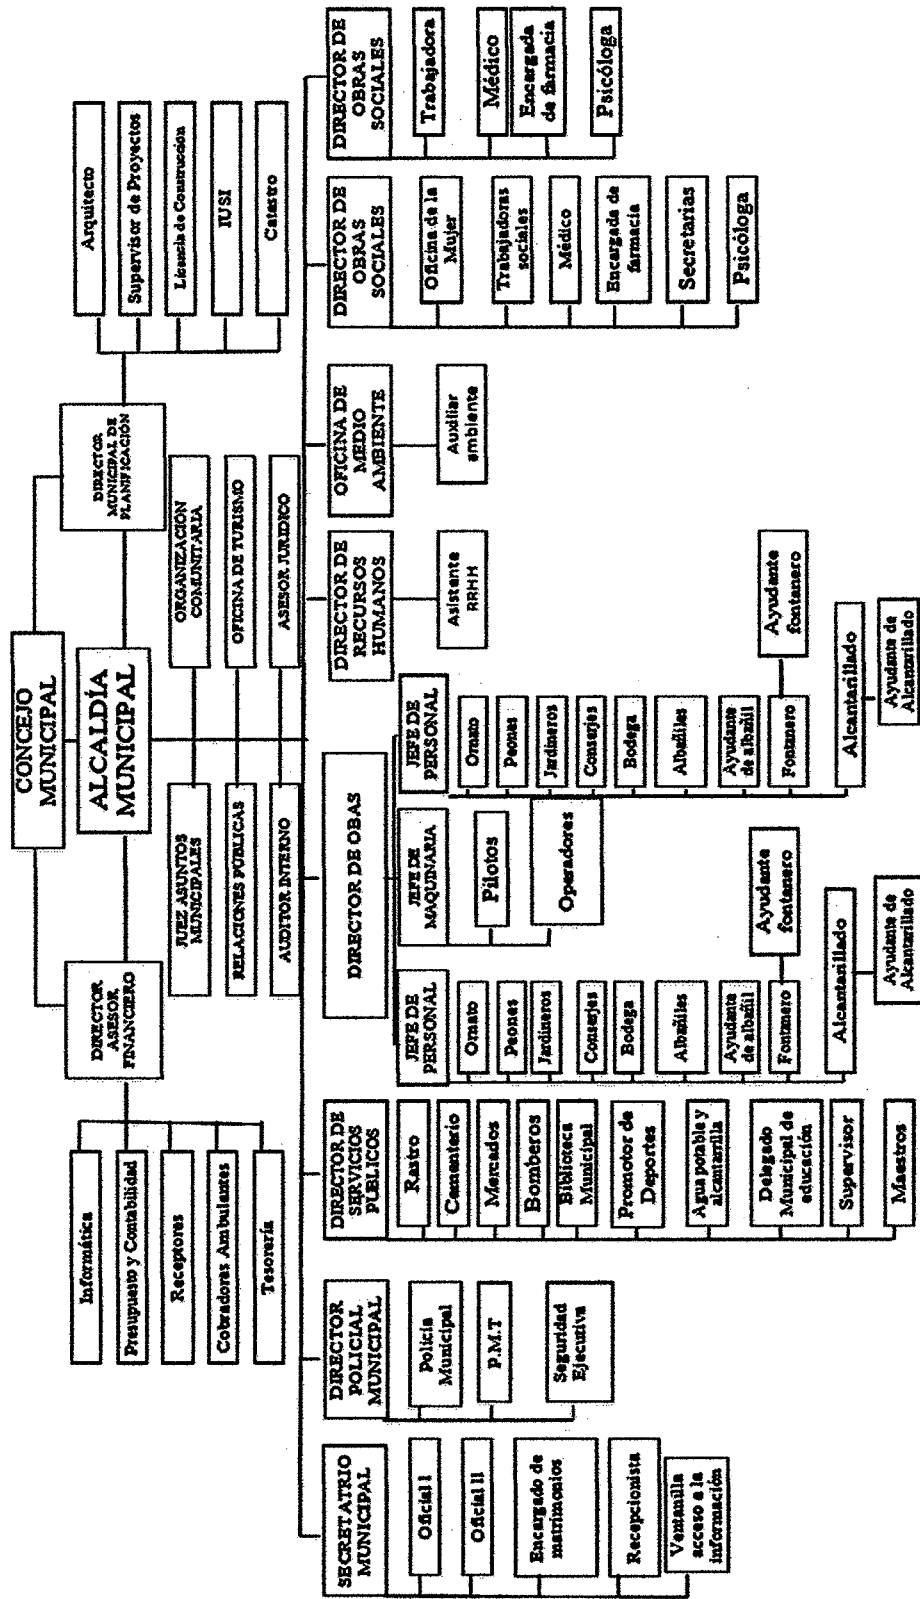 CONCEJO
MUNICIPAL
ALCALDÍA
MUNICIPAL
DIRECTOR
ASESOR
FINANCIERO
DIRECTOR
MUNICIPAL DE
PLANIFICACIÓN
Informática
Presupuesto y Contabilidad
Receptores
Cobradoras Ambulantes
Tesorería
JUEZ ASUNTOS
MUNICIPALES
RELACIONES PUBLICAS
AUDITOR INTERNO
ORGANIZACIÓN
COMUNITARIA
OFICINA DE TURISMO
ASESOR JURIDICO
Arquitecto
Supervisor de Proyectos
Licencia de Construcción
IUSI
Catastro
SECRETATRIO
MUNICIPAL
Oficial I
Oficial II
Encargado de
matrimonios
Recepcionista
Ventanilla
acceso a la
información
DIRECTOR
POLICIAL
MUNICIPAL
Policia
Municipal
P.M.T
Seguridad
Ejecutiva
DIRECTOR DE
SERVICIOS
PUBLICOS
Rastro
Cementerio
Mercados
Bomberos
Biblioteca
Municipal
Promotor de
Deportes
Agua potable y
alcantarrilla
Delegado
Municipal de
educación
Supervisor
Maestros
DIRECTOR DE OBAS
JEFE DE
PERSONAL
Ornato
Peones
Jardineros
Conserjes
Bodega
Albañiles
Ayudante
de albañil
Fontanero
Ayudante
fontanero
Alcantarillado
Ayudante de
Alcantarillado
JEFE DE
MAQUINARIA
Pilotos
Operadores
JEFE DE
PERSONAL
Ornato
Peones
Jardineros
Conserjes
Bodega
Albañiles
Ayudante
de albañil
Fontanero
Ayudante
fontanero
Alcantarillado
Ayudante de
Alcantarillado
DIRECTOR DE
RECURSOS
HUMANOS
Asistente
RRHH
OFICINA DE
MEDIO
AMBIENTE
Auxiliar
ambiente
DIRECTOR DE
OBRAS
SOCIALES
Oficina de la
Mujer
Trabajadoras
sociales
Médico
Encargada de
farmacia
Secretarias
Psicóloga
DIRECTOR DE
OBRAS
SOCIALES
Trabajadora
Médico
Encargada
de farmacia
Psicóloga